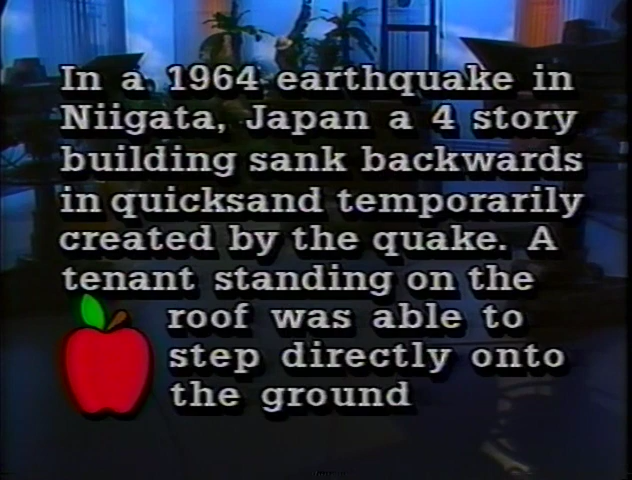 In a 1964 earthquake in
Niigata, Japan a 4 story
building sank backwards
in quicksand temporarily
created by the quake. A
tenant standing on the
roof was able to
step directly onto
the ground